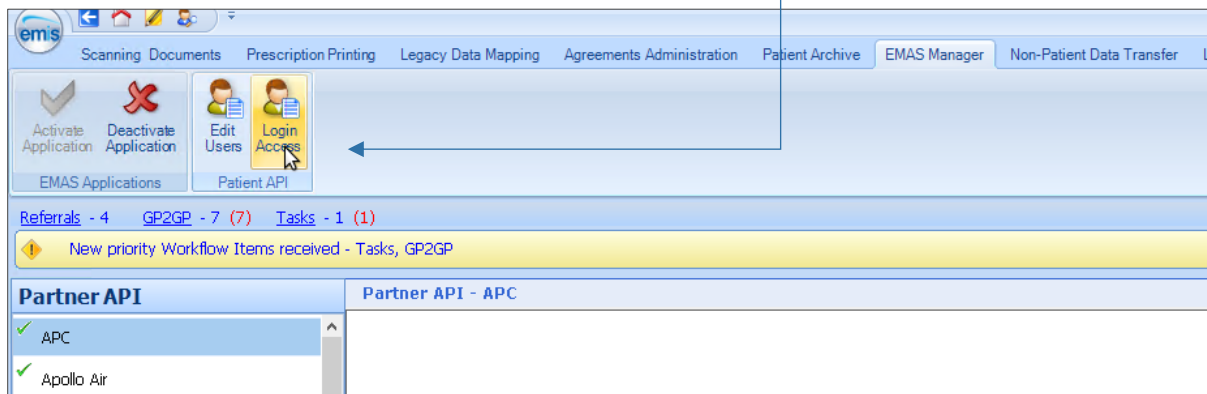 emis
Scanning Documents Prescription Printing Legacy Data Mapping Agreements Administration Patient Archive EMAS Manager Non-Patient Data Transfer L
Activate Application
Deactivate Application
Edit Users
Login Access
EMAS Applications
Patient API
Referrals - 4 GP2GP - 7 (7) Tasks - 1 (1)
New priority Workflow Items received - Tasks, GP2GP
Partner API
Partner API - APC
APC
Apollo Air